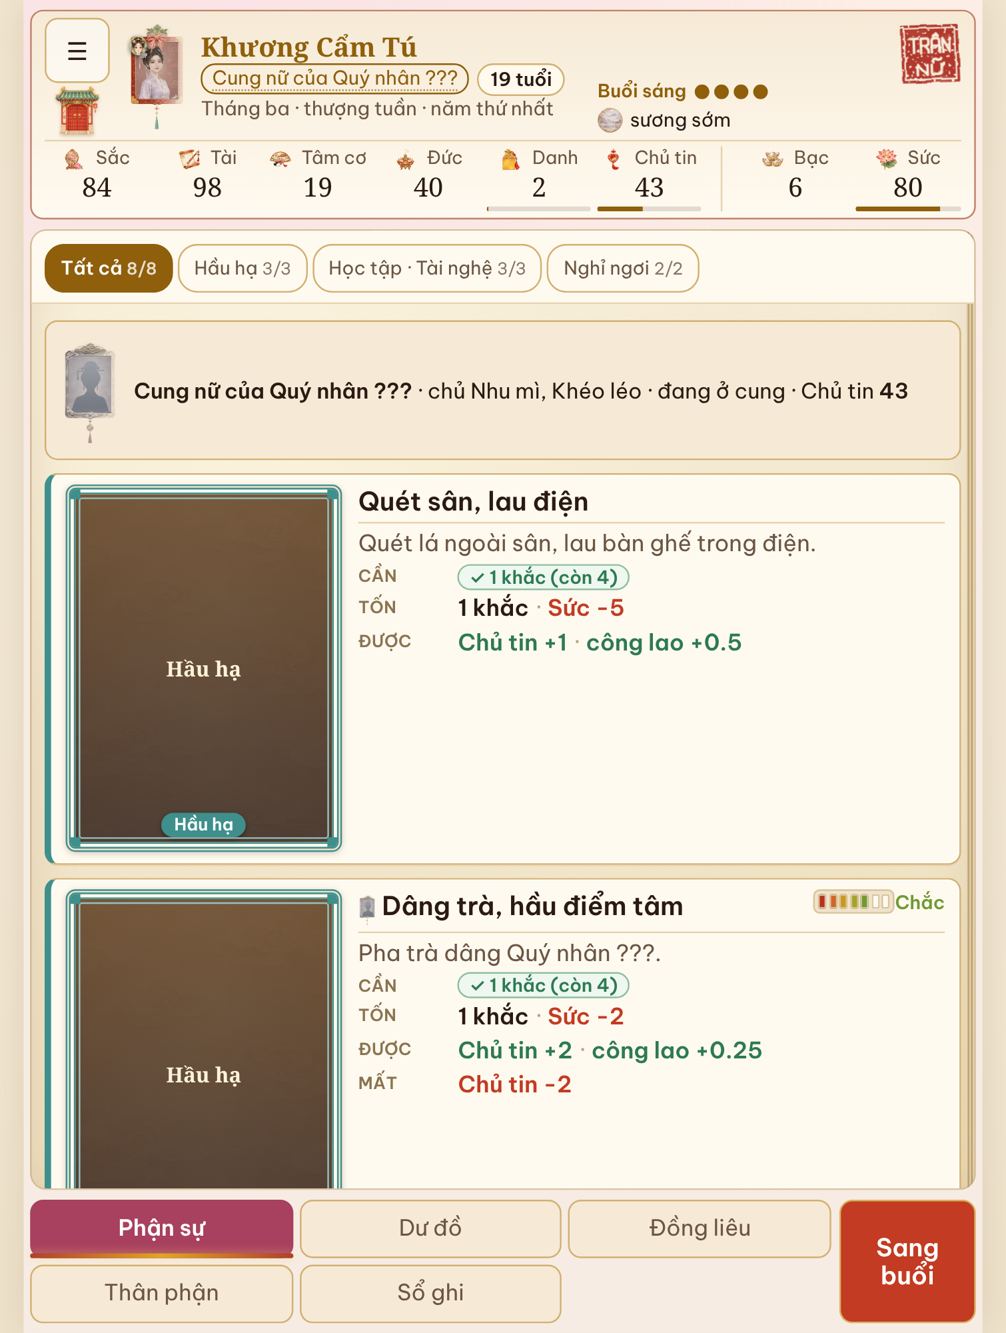 ☰
Khương Cẩm Tú
Cung nữ của Quý nhân ???
19 tuổi
Tháng ba · thượng tuần · năm thứ nhất
Buổi sáng
sương sớm
TRÂN NỮ
Sắc Tài Tâm cơ Đức Danh Chủ tin Bạc Sức
84 98 19 40 2 43 6 80
Tất cả 8/8
Hầu hạ 3/3
Học tập · Tài nghệ 3/3
Nghỉ ngơi 2/2
Cung nữ của Quý nhân ??? · chủ Nhu mì, Khéo léo · đang ở cung · Chủ tin 43
Hầu hạ
Hầu hạ
Quét sân, lau điện
Quét lá ngoài sân, lau bàn ghế trong điện.
CẦN ✓ 1 khắc (còn 4)
TỐN 1 khắc · Sức -5
ĐƯỢC Chủ tin +1 · công lao +0.5
Hầu hạ
Dâng trà, hầu điểm tâm
Chắc
Pha trà dâng Quý nhân ???.
CẦN ✓ 1 khắc (còn 4)
TỐN 1 khắc · Sức -2
ĐƯỢC Chủ tin +2 · công lao +0.25
MẤT Chủ tin -2
Phận sự
Dư đồ
Đồng liêu
Thân phận
Sổ ghi
Sang
buổi